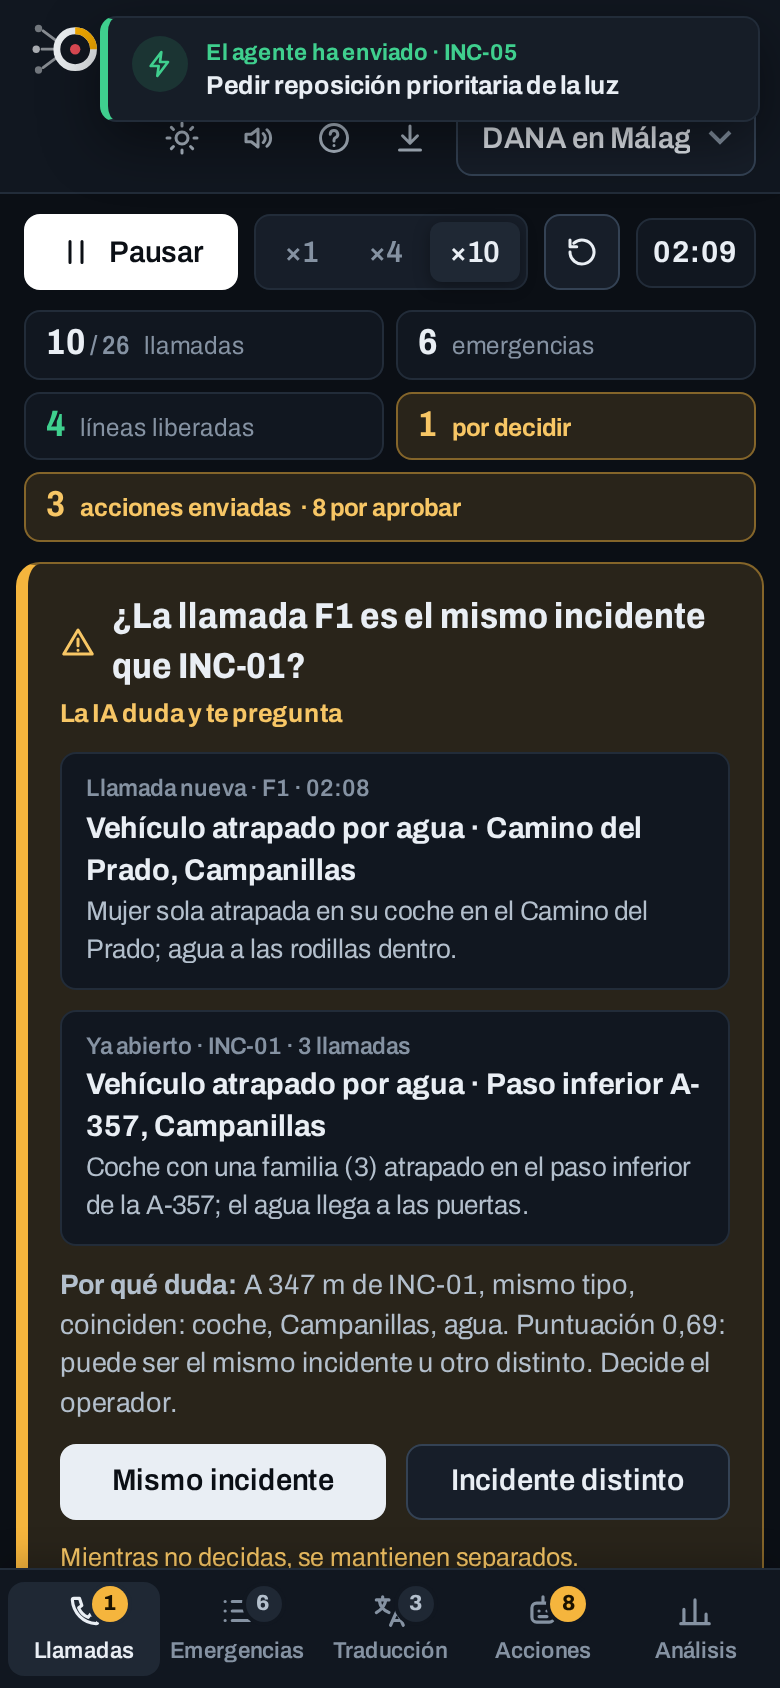 El agente ha enviado · INC-05
Pedir reposición prioritaria de la luz
DANA en Málag
Pausar
×1
×4
×10
02:09
10 / 26 llamadas
6 emergencias
4 líneas liberadas
1 por decidir
3 acciones enviadas · 8 por aprobar
¿La llamada F1 es el mismo incidente
que INC-01?
La IA duda y te pregunta
Llamada nueva · F1 · 02:08
Vehículo atrapado por agua · Camino del
Prado, Campanillas
Mujer sola atrapada en su coche en el Camino del
Prado; agua a las rodillas dentro.
Ya abierto · INC-01 · 3 llamadas
Vehículo atrapado por agua · Paso inferior A-
357, Campanillas
Coche con una familia (3) atrapado en el paso inferior
de la A-357; el agua llega a las puertas.
Por qué duda: A 347 m de INC-01, mismo tipo,
coinciden: coche, Campanillas, agua. Puntuación 0,69:
puede ser el mismo incidente u otro distinto. Decide el
operador.
Mismo incidente
Incidente distinto
Mientras no decidas, se mantienen separados.
1
6
3
8
Llamadas
Emergencias
Traducción
Acciones
Análisis